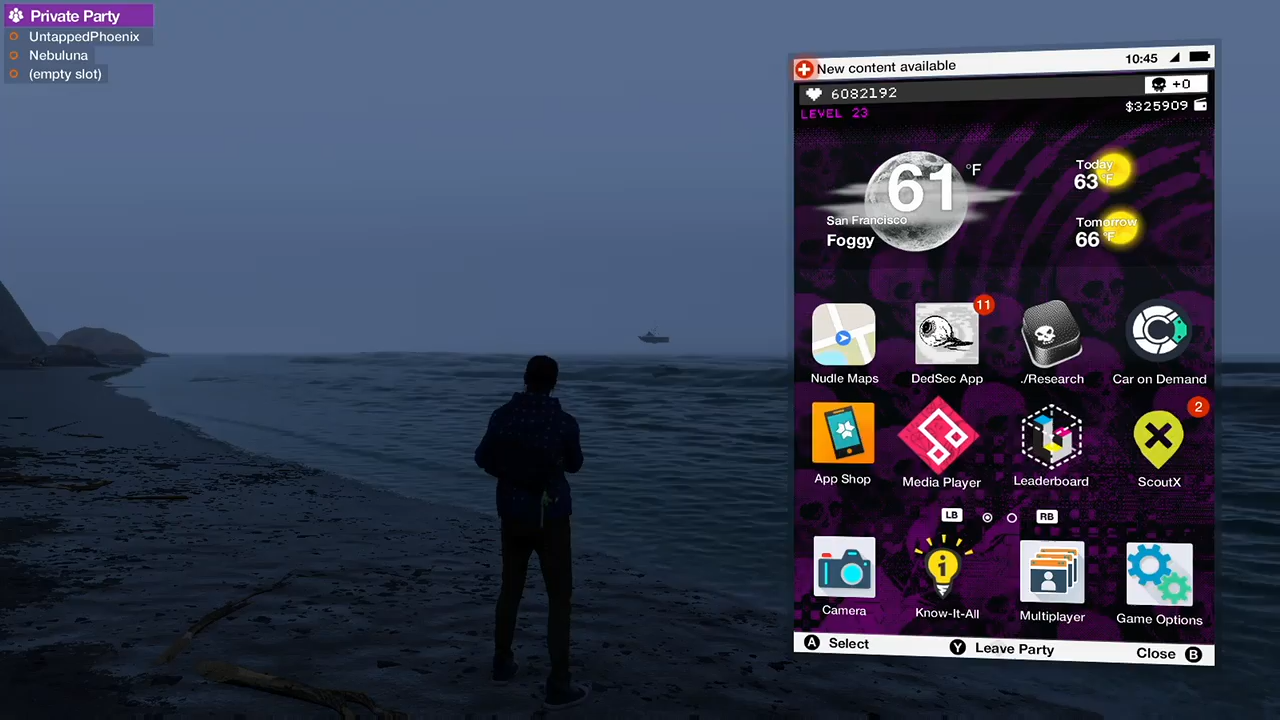 Private Party
UntappedPhoenix
Nebuluna
(empty slot)
New content available
10:45
6082192
+0
LEVEL 23
$325909
61 °F
San Francisco
Foggy
Today
63 °F
Tomorrow
66 °F
Nudle Maps
DedSec App
11
./Research
Car on Demand
App Shop
Media Player
Leaderboard
ScoutX
2
LB
RB
Camera
Know-It-All
Multiplayer
Game Options
A Select
Y Leave Party
Close B